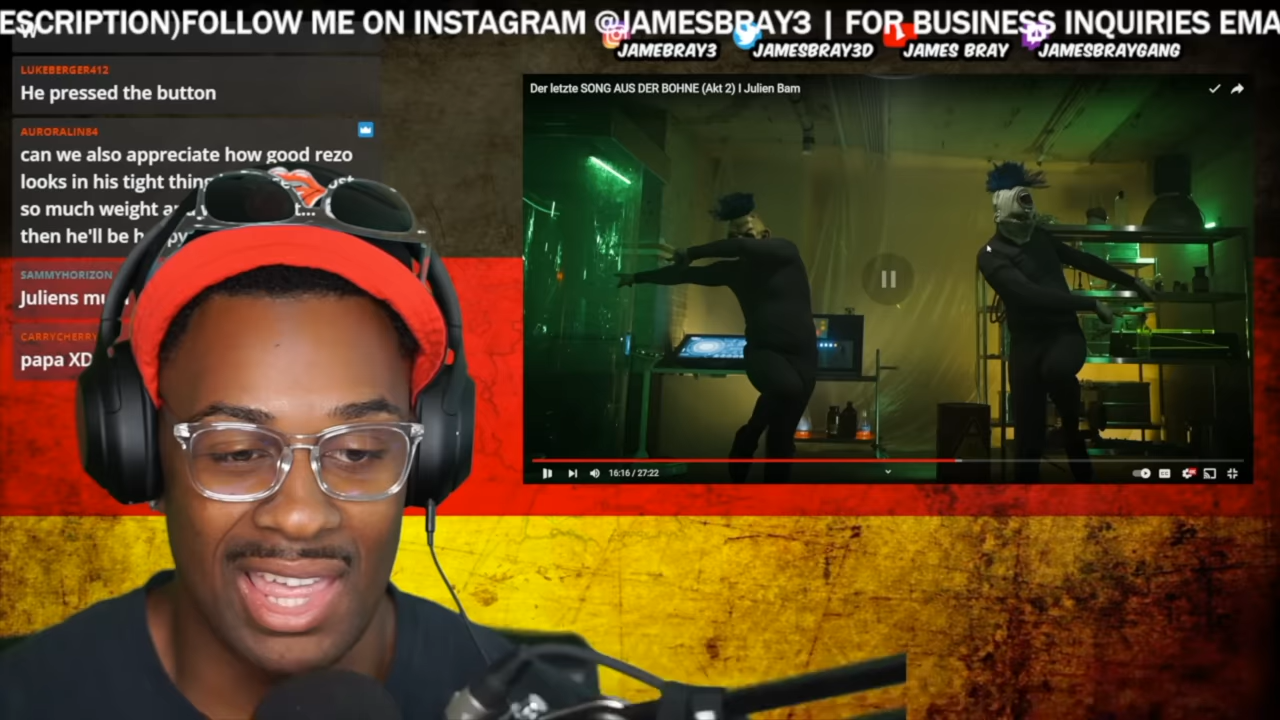 ESCRIPTION)FOLLOW ME ON INSTAGRAM @JAMESBRAY3 | FOR BUSINESS INQUIRIES EMA
JAMEBRAY3 JAMESBRAY3D JAMES BRAY JAMESBRAYGANG
LUKEBERGER412
He pressed the button
AURORALIN84
can we also appreciate how good rezo
looks in his tight thing
so much weight and
then he'll be happy
SAMMYHORIZON
Juliens
CARRYCHERRY
papa XD
Der letzte SONG AUS DER BOHNE (Akt 2) I Julien Bam
16:16 / 27:22